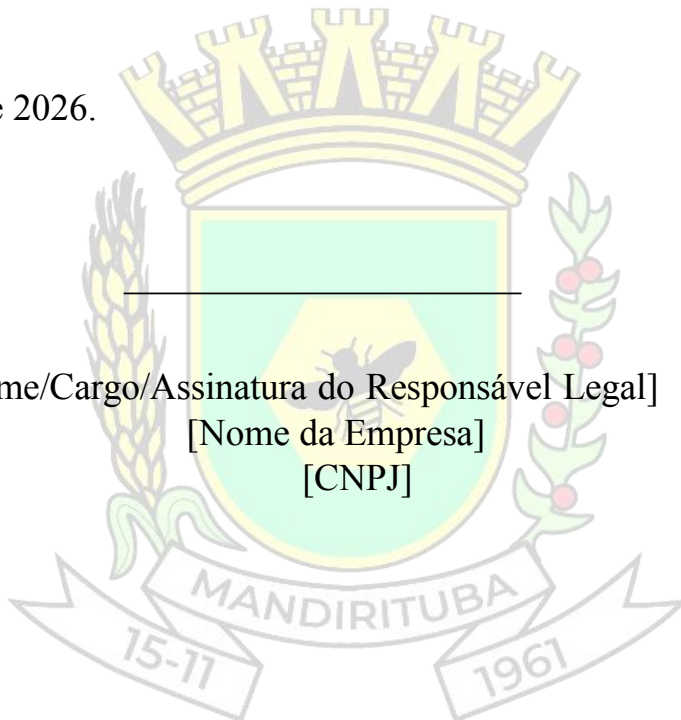 e 2026.
me/Cargo/Assinatura do Responsável Legal]
[Nome da Empresa]
[CNPJ]
MANDIRITUBA
15-11
1961